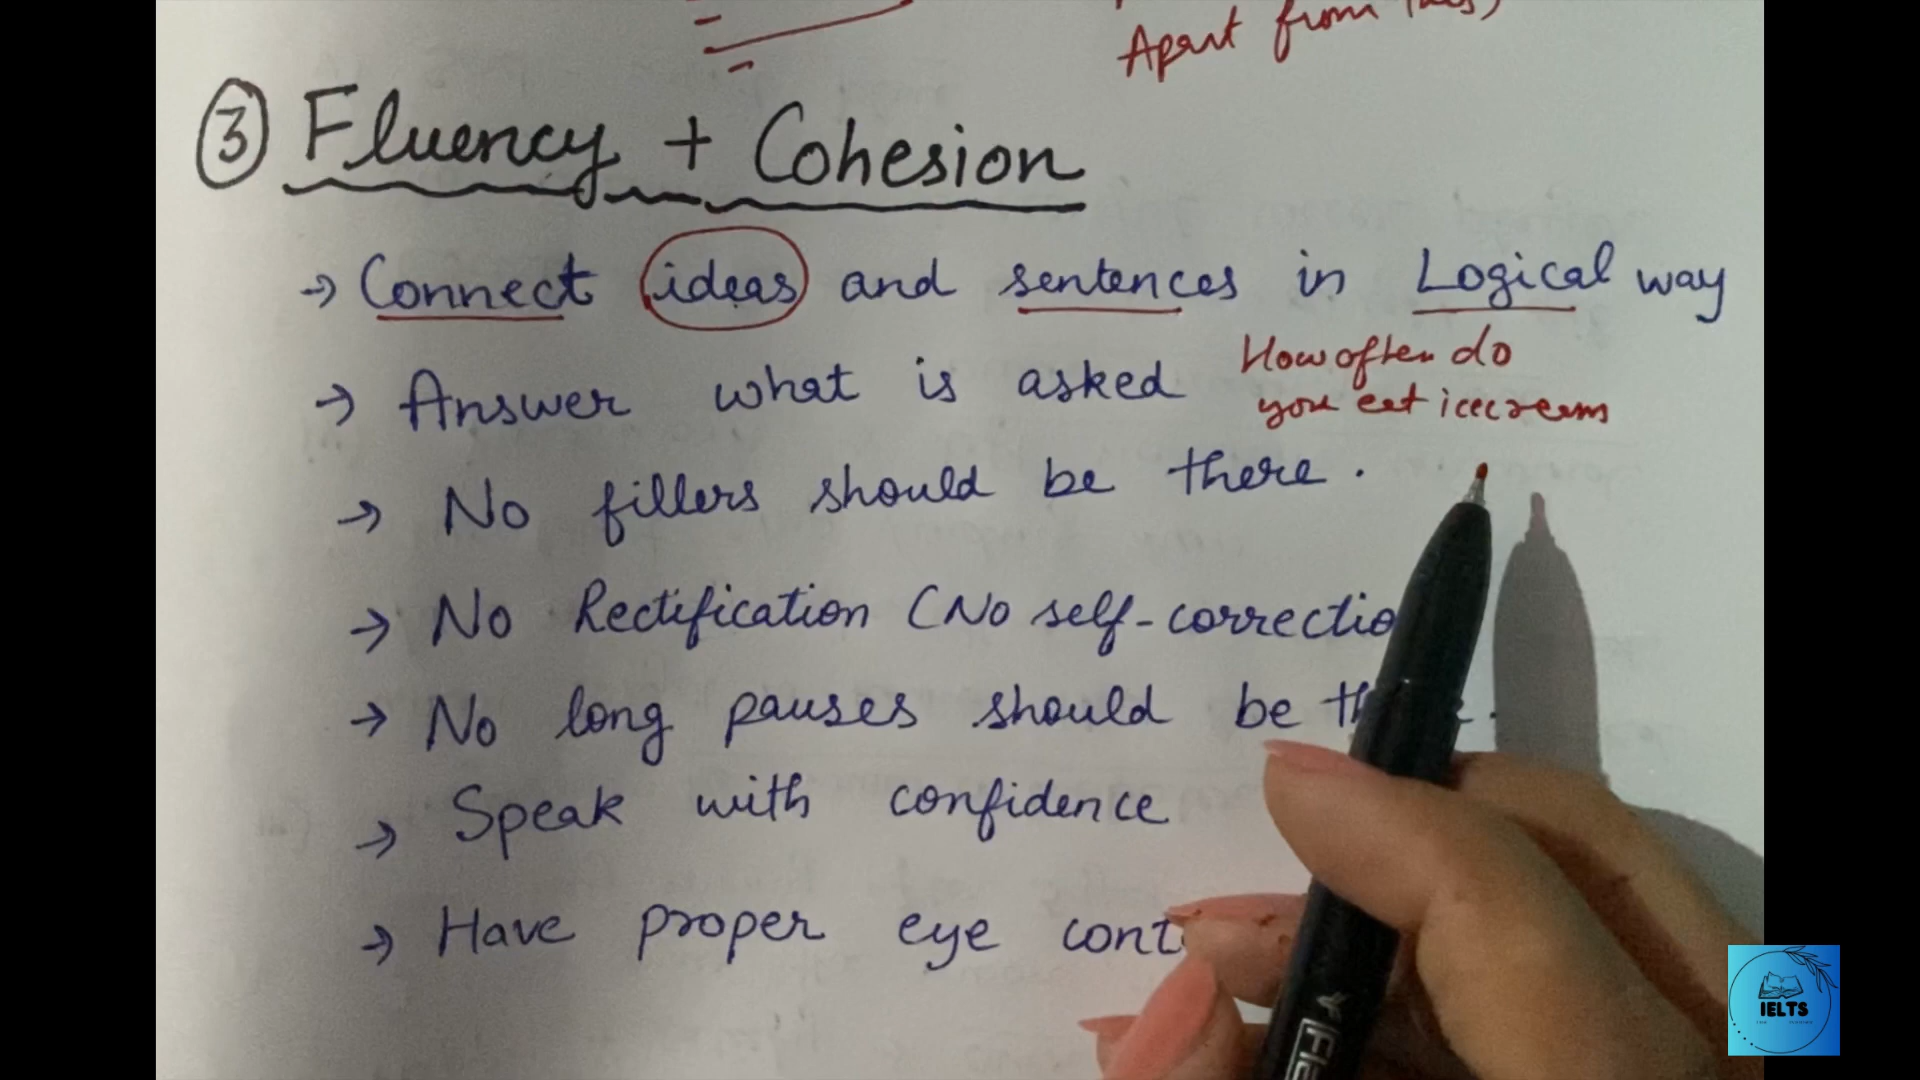 Apart from
③ Fluency + Cohesion
→ Connect ideas and sentences in Logical way
→ Answer what is asked
How often do
you eat icecream
→ No fillers should be there.
→ No Rectification (No self-correctio
→ No long pauses should be th
→ Speak with confidence
→ Have proper eye cont
IELTS